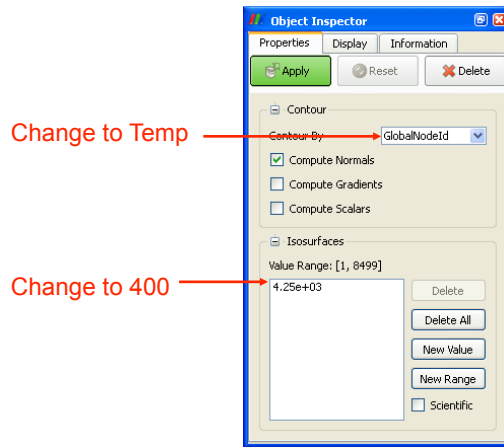 Object Inspector
Properties Display Information
Apply Reset Delete
Contour
Change to Temp Contour By GlobalNodeId
Compute Normals
Compute Gradients
Compute Scalars
Isosurfaces
Value Range: [1, 8499]
Change to 400 4.25e+03 Delete
Delete All
New Value
New Range
Scientific